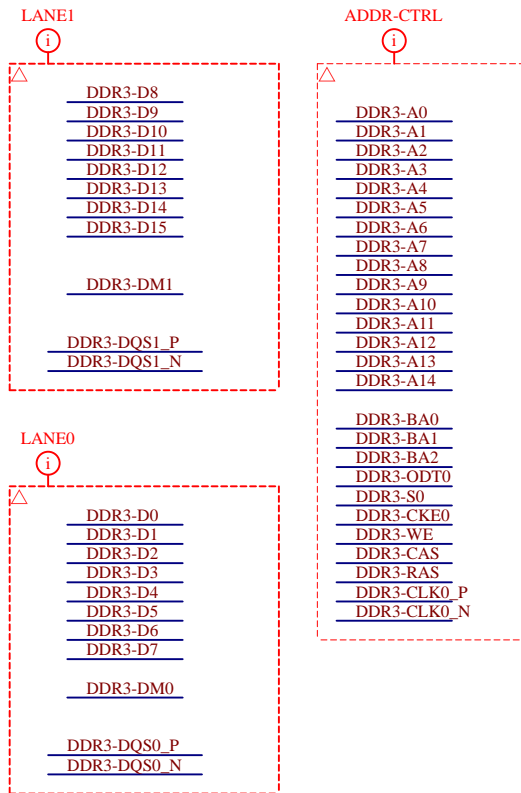 LANE1
i
DDR3-D8
DDR3-D9
DDR3-D10
DDR3-D11
DDR3-D12
DDR3-D13
DDR3-D14
DDR3-D15
DDR3-DM1
DDR3-DQS1_P
DDR3-DQS1_N
LANE0
i
DDR3-D0
DDR3-D1
DDR3-D2
DDR3-D3
DDR3-D4
DDR3-D5
DDR3-D6
DDR3-D7
DDR3-DM0
DDR3-DQS0_P
DDR3-DQS0_N
ADDR-CTRL
i
DDR3-A0
DDR3-A1
DDR3-A2
DDR3-A3
DDR3-A4
DDR3-A5
DDR3-A6
DDR3-A7
DDR3-A8
DDR3-A9
DDR3-A10
DDR3-A11
DDR3-A12
DDR3-A13
DDR3-A14
DDR3-BA0
DDR3-BA1
DDR3-BA2
DDR3-ODT0
DDR3-S0
DDR3-CKE0
DDR3-WE
DDR3-CAS
DDR3-RAS
DDR3-CLK0_P
DDR3-CLK0_N